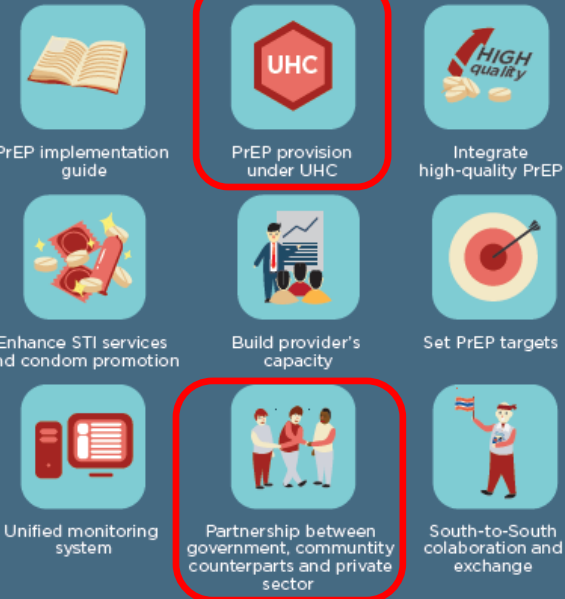 UHC
HIGH
quality
PrEP implementation
guide
PrEP provision
under UHC
Integrate
high-quality PrEP
Enhance STI services
nd condom promotion
Build provider's
capacity
Set PrEP targets
Unified monitoring
system
Partnership between
government, communtity
counterparts and private
sector
South-to-South
colaboration and
exchange